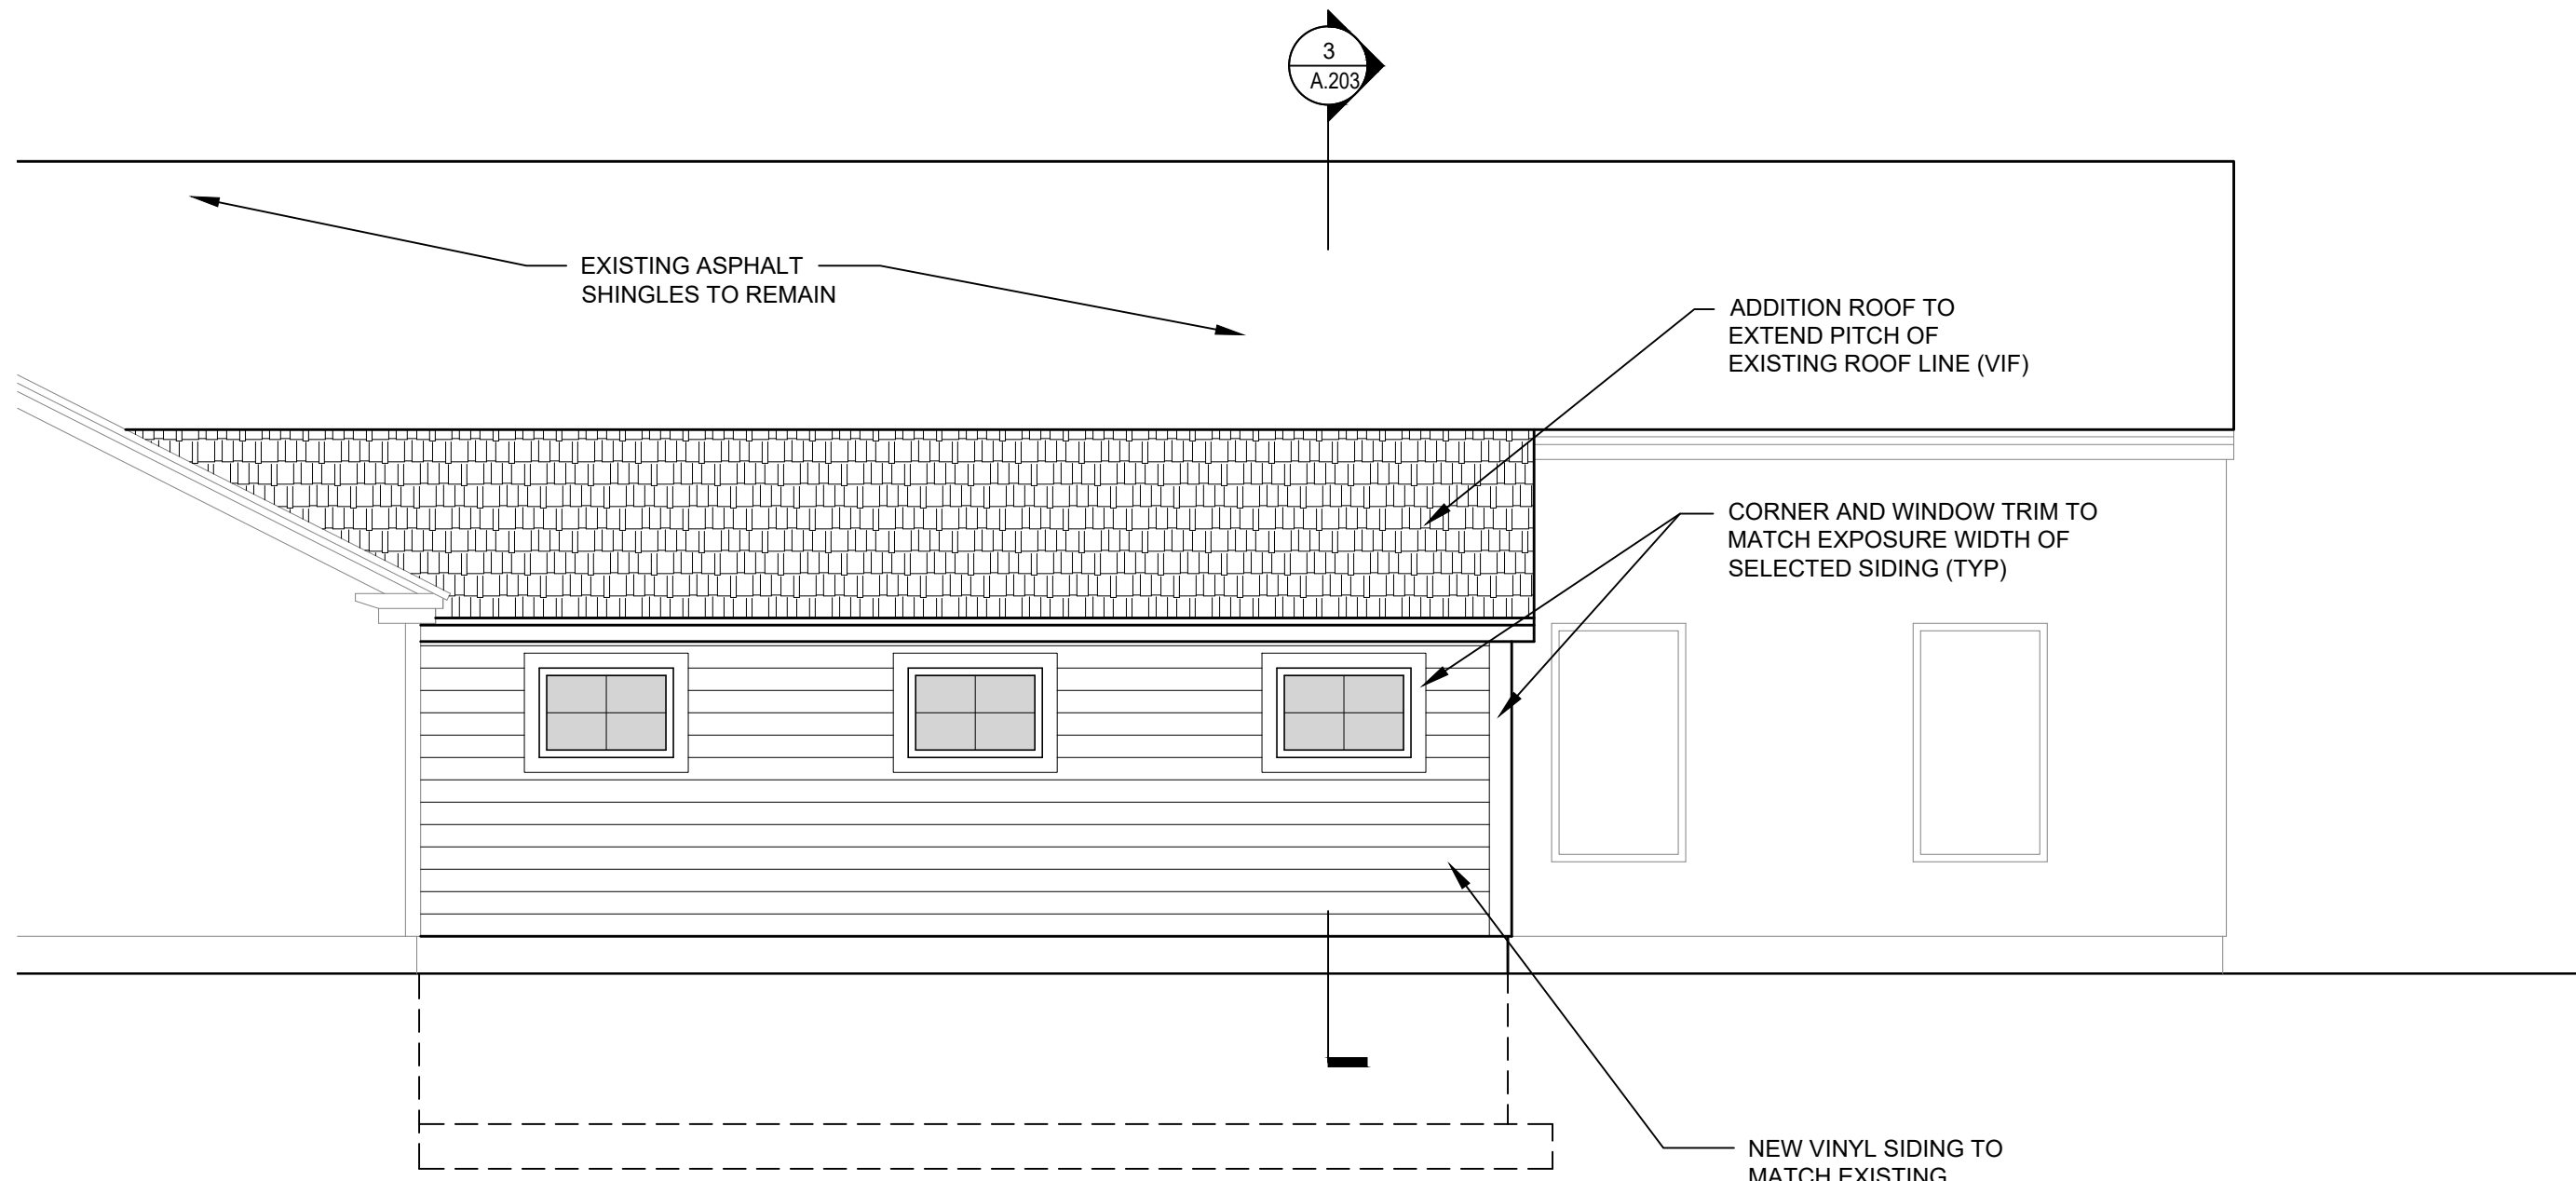 3
A.203
EXISTING ASPHALT
SHINGLES TO REMAIN
ADDITION ROOF TO
EXTEND PITCH OF
EXISTING ROOF LINE (VIF)
CORNER AND WINDOW TRIM TO
MATCH EXPOSURE WIDTH OF
SELECTED SIDING (TYP)
NEW VINYL SIDING TO
MATCH EXISTING